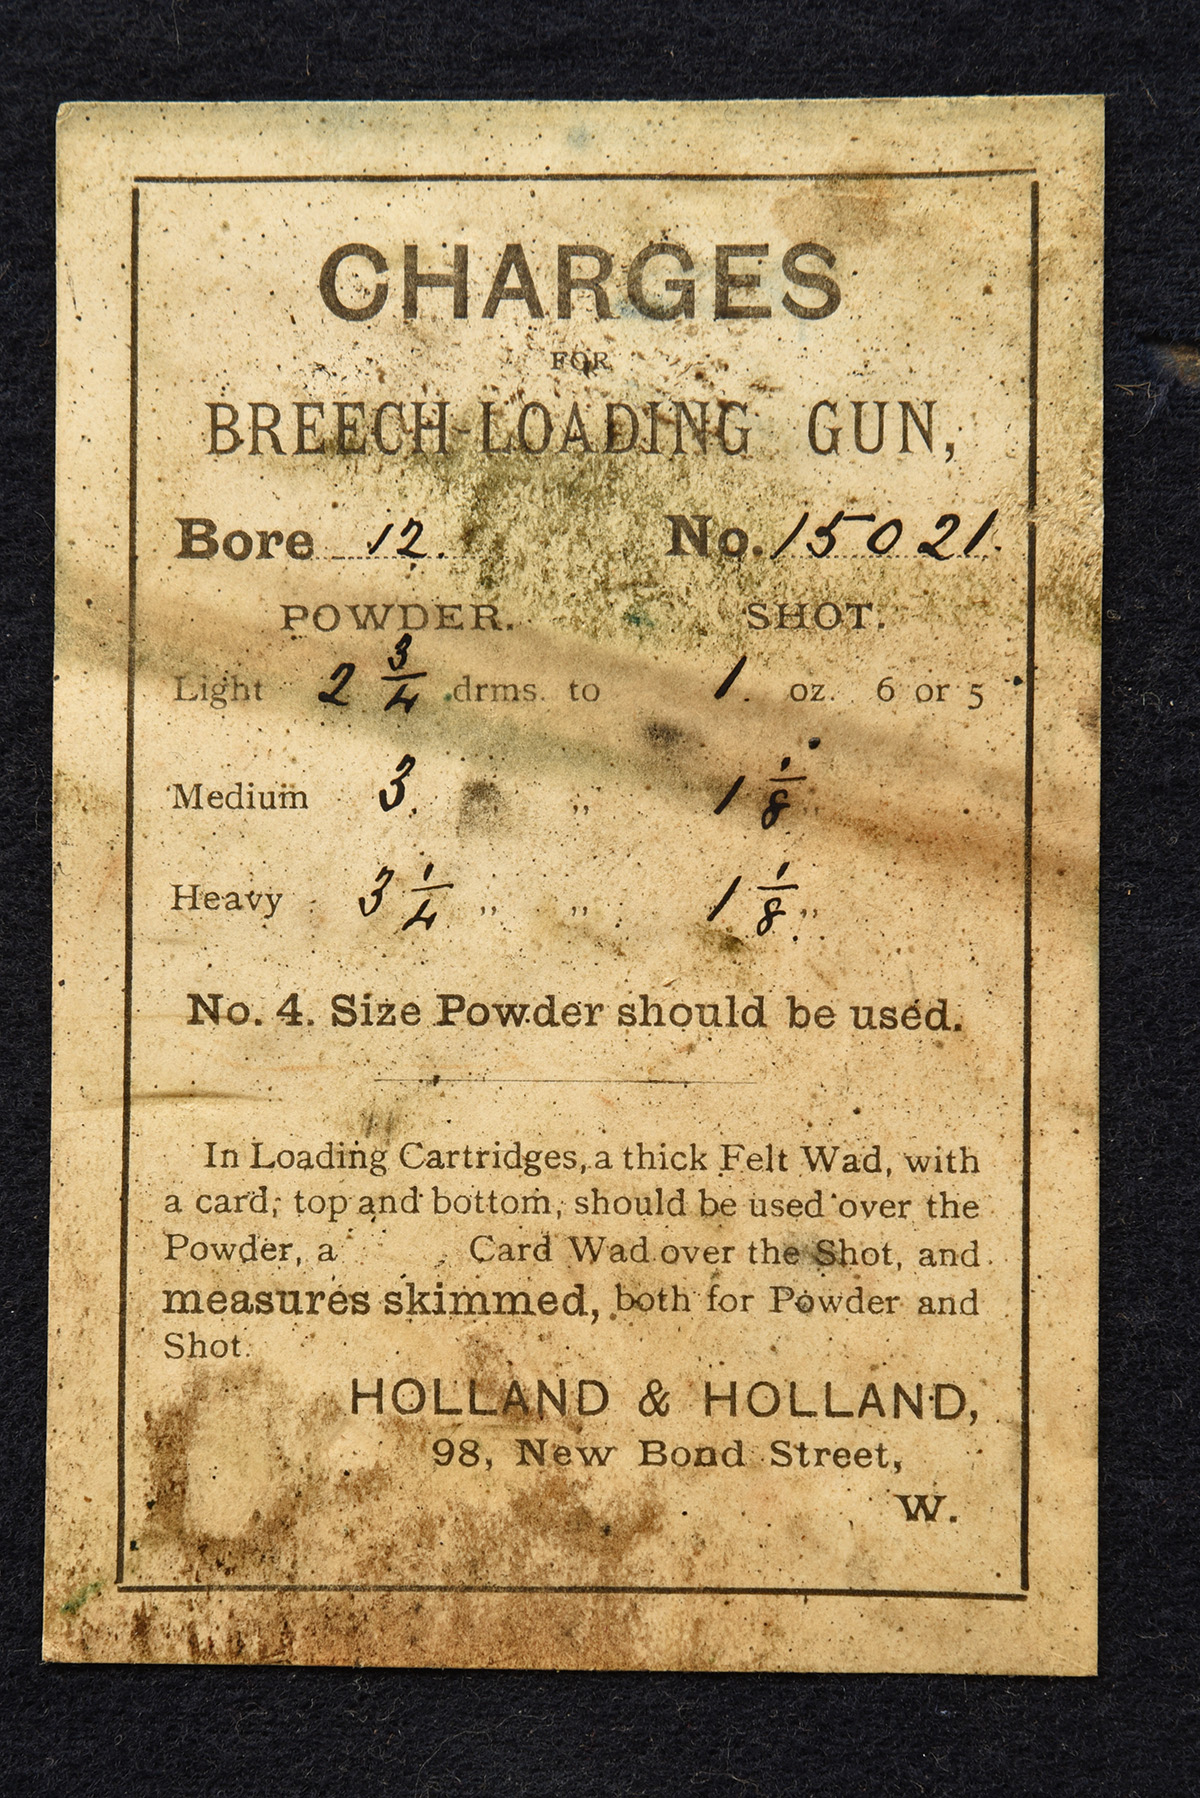 CHARGES
FOR
BREECH-LOADING GUN,
Bore 12. No. 15021.
POWDER. SHOT.
Light 2 3/4 drms. to 1. oz. 6 or 5
Medium 3. „ 1 1/8 „
Heavy 3 1/4 „ „ 1 1/8 „
No. 4. Size Powder should be used.
In Loading Cartridges, a thick Felt Wad, with
a card, top and bottom, should be used over the
Powder, a Card Wad over the Shot, and
measures skimmed, both for Powder and
Shot.
HOLLAND & HOLLAND,
98, New Bond Street,
W.